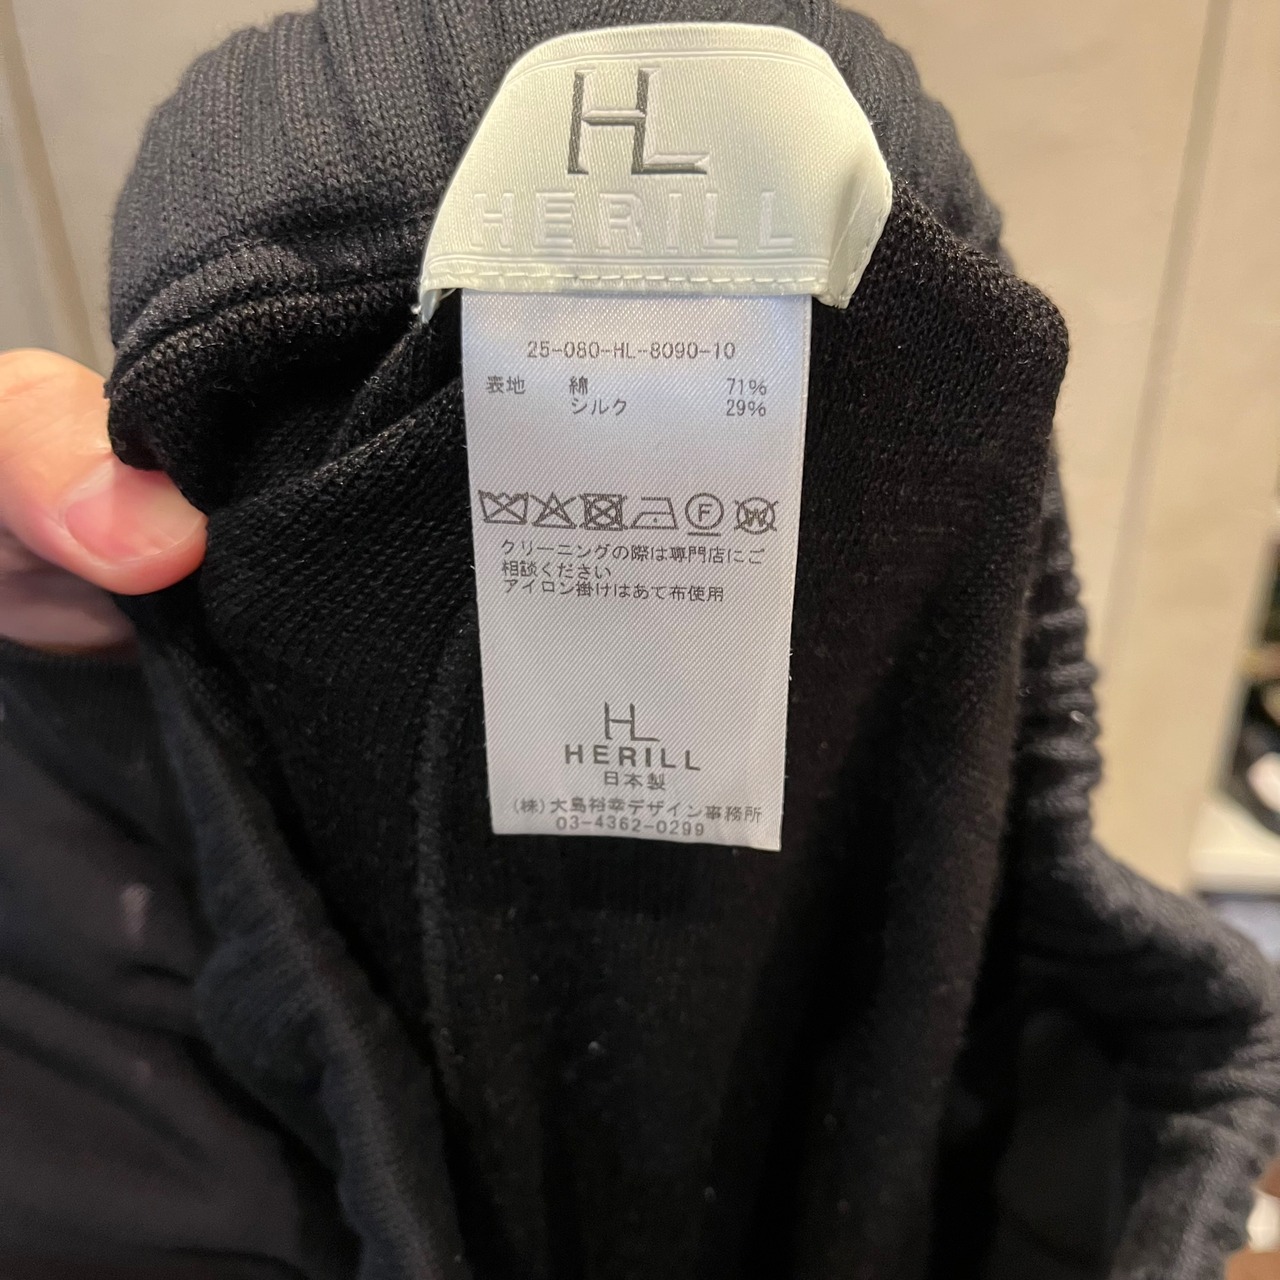 HL
HERILL
25-080-HL-8090-10
表地 綿 71%
シルク 29%
F W
クリーニングの際は専門店にご
相談ください
アイロン掛けはあて布使用
HL
HERILL
日本製
(株)大島裕幸デザイン事務所
03-4362-0299